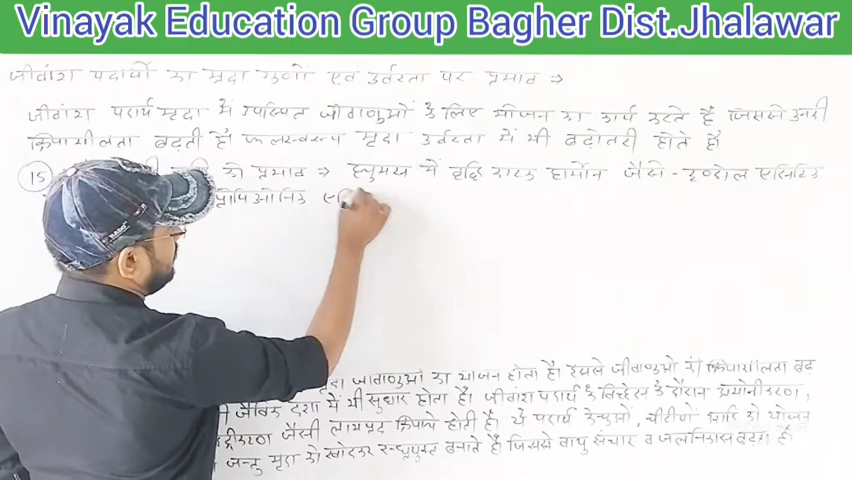 Vinayak Education Group Bagher Dist.Jhalawar
जीवांश पदार्थो का मृदा गुणों एवं उर्वरता पर प्रभाव ⇒
जीवांश पदार्थ मृदा में उपस्थित जीवाणुओं के लिए भोजन का कार्य करते है जिससे उनकी
क्रियाशीलता बढ़ती है। फलस्वरूप मृदा उर्वरता में भी बढोतरी होते है
15 को प्रभाव ⇒ ह्युमस में वृद्धि कारक हार्मोन जैसे - इण्डोल एसिटिक
प्रोपिओनिक
का भोजन होता है। इससे जीवाणुओ की क्रियाशीलता बढ
जैविक दशा में भी सुधार होता है। जीवांश पदार्थ के विच्छेदन के दौरान अमोनीकरण,
जैसी लाभप्रद क्रियाये होती है। ये पदार्थ केचुओं, चीटीयों आदि को भोजन
जन्तु मृदा को खोदकर रन्ध्रयुक्त बनाते है। जिससे वायु संचार व जलनिकास बढता है।